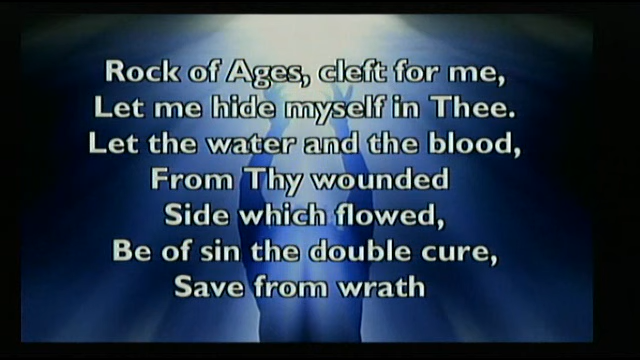 Rock of Ages, cleft for me,
Let me hide myself in Thee.
Let the water and the blood,
From Thy wounded
Side which flowed,
Be of sin the double cure,
Save from wrath